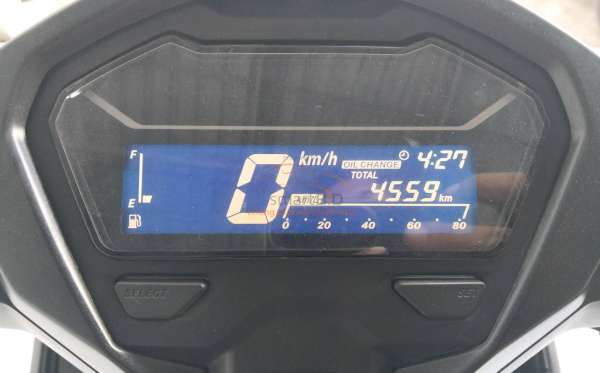 F
km/h OIL CHANGE 4:27
TOTAL
0 4559 km
E
0 20 40 60 80
SELECT SET